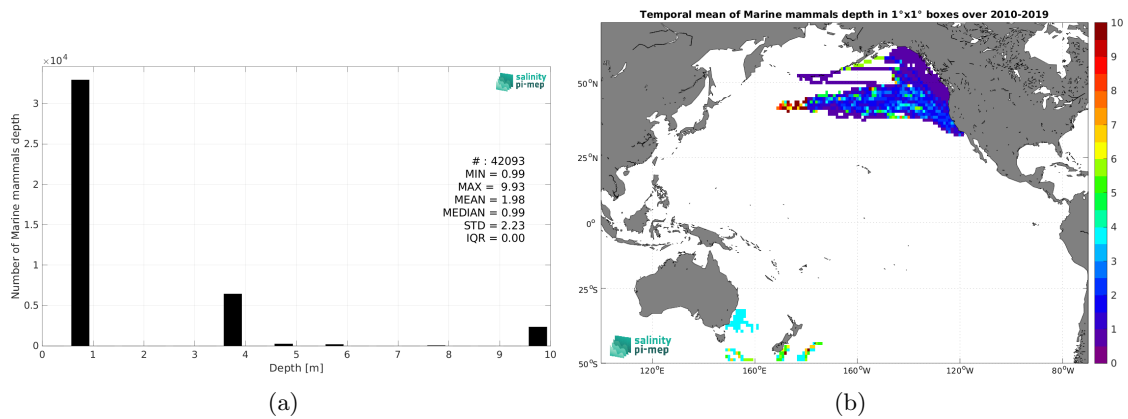 ×10⁴
3
2.5
2
1.5
1
0.5
0
Number of Marine mammals depth
0 1 2 3 4 5 6 7 8 9 10
Depth [m]
salinity
pi-mep
# : 42093
MIN = 0.99
MAX = 9.93
MEAN = 1.98
MEDIAN = 0.99
STD = 2.23
IQR = 0.00
(a)
Temporal mean of Marine mammals depth in 1°x1° boxes over 2010-2019
50°N
25°N
0°
25°S
50°S
120°E 160°E 160°W 120°W 80°W
salinity
pi-mep
10
9
8
7
6
5
4
3
2
1
0
(b)